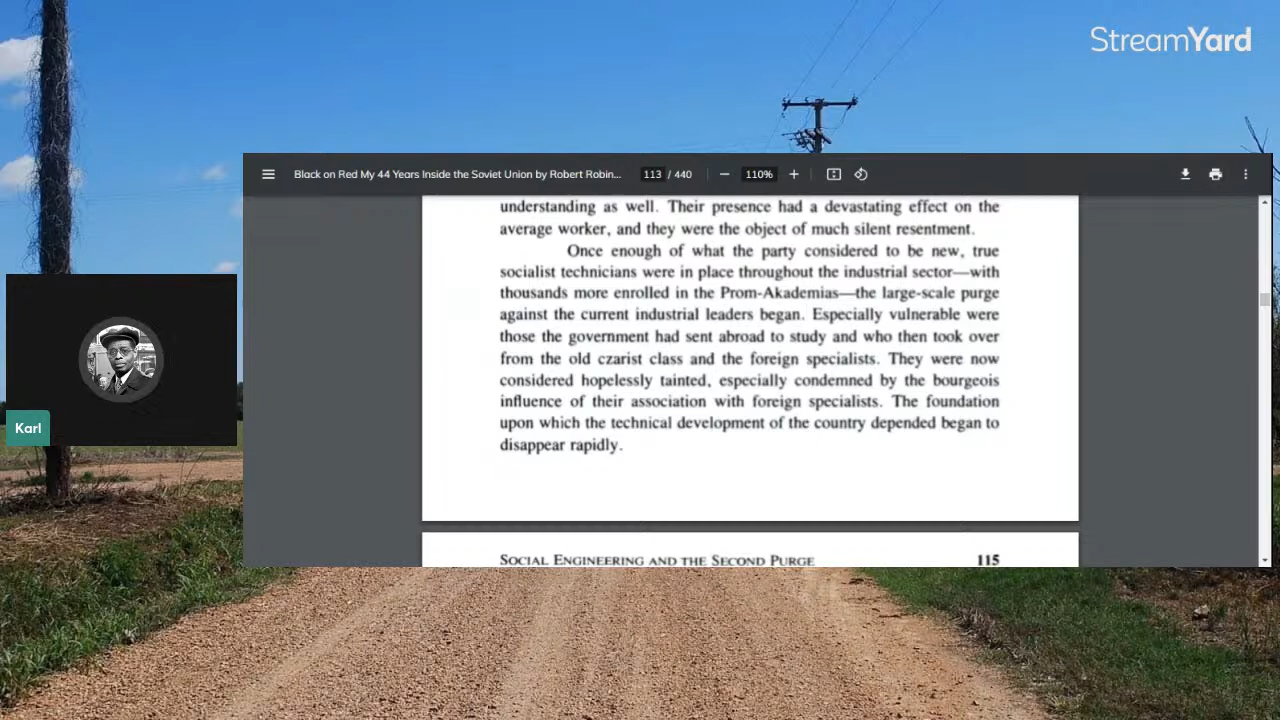 StreamYard
Black on Red My 44 Years Inside the Soviet Union by Robert Robin...
113 / 440
110%
understanding as well. Their presence had a devastating effect on the
average worker, and they were the object of much silent resentment.
Once enough of what the party considered to be new, true
socialist technicians were in place throughout the industrial sector—with
thousands more enrolled in the Prom-Akademias—the large-scale purge
against the current industrial leaders began. Especially vulnerable were
those the government had sent abroad to study and who then took over
from the old czarist class and the foreign specialists. They were now
considered hopelessly tainted, especially condemned by the bourgeois
influence of their association with foreign specialists. The foundation
upon which the technical development of the country depended began to
disappear rapidly.
SOCIAL ENGINEERING AND THE SECOND PURGE 115
Karl